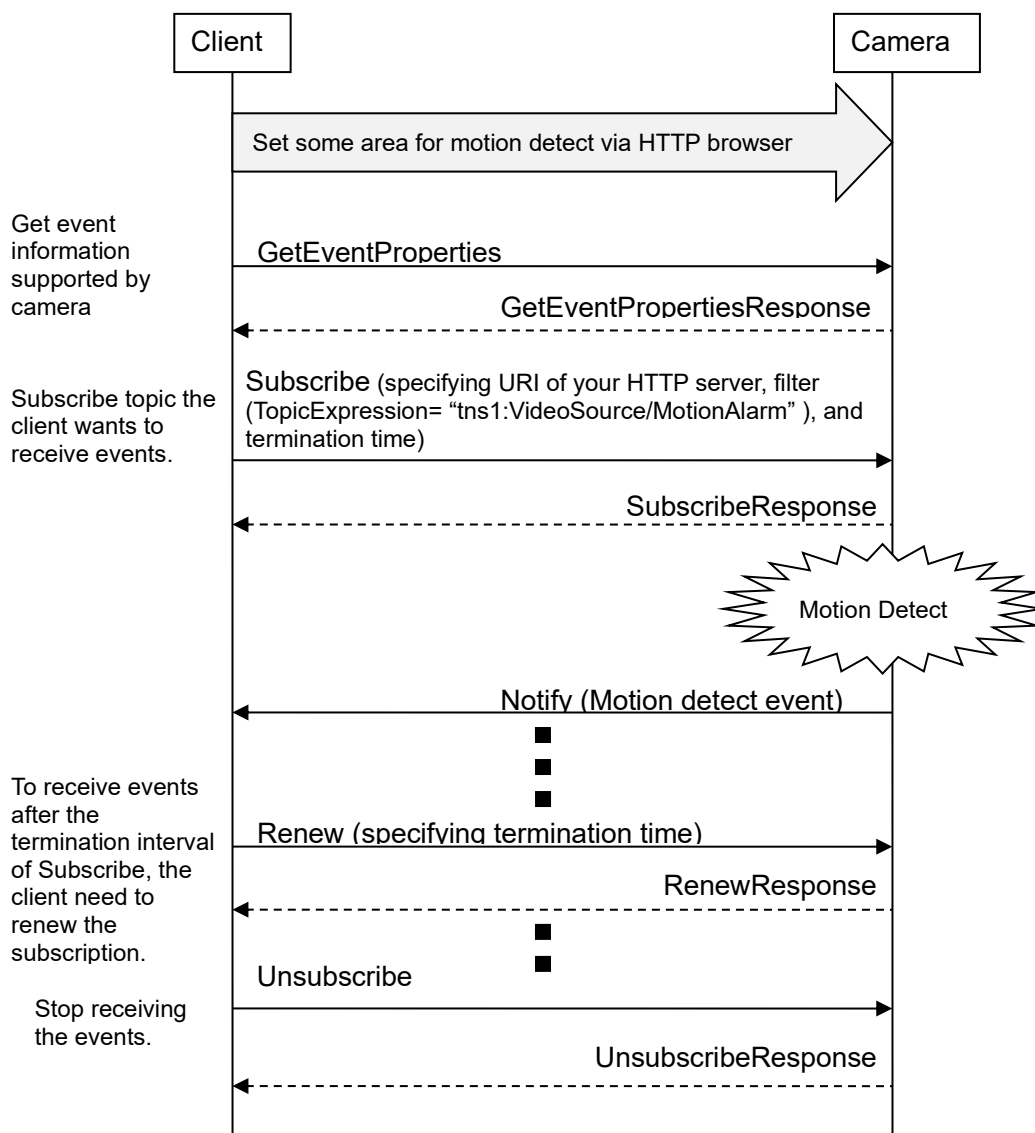 Client
Camera
Set some area for motion detect via HTTP browser
Get event
information
supported by
camera
GetEventProperties
GetEventPropertiesResponse
Subscribe topic the
client wants to
receive events.
Subscribe (specifying URI of your HTTP server, filter
(TopicExpression= “tns1:VideoSource/MotionAlarm” ), and
termination time)
SubscribeResponse
Motion Detect
Notify (Motion detect event)
To receive events
after the
termination interval
of Subscribe, the
client need to
renew the
subscription.
Renew (specifying termination time)
RenewResponse
Unsubscribe
Stop receiving
the events.
UnsubscribeResponse